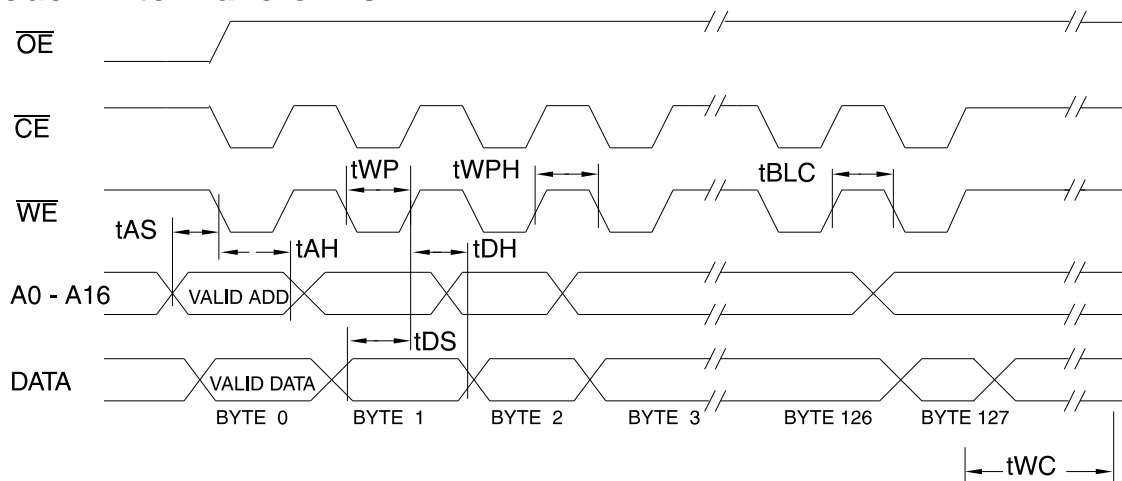 OE
CE
tWP
tWPH
tBLC
WE
tAS
tAH
tDH
A0 - A16
VALID ADD
tDS
DATA
VALID DATA
BYTE 0
BYTE 1
BYTE 2
BYTE 3
BYTE 126
BYTE 127
tWC